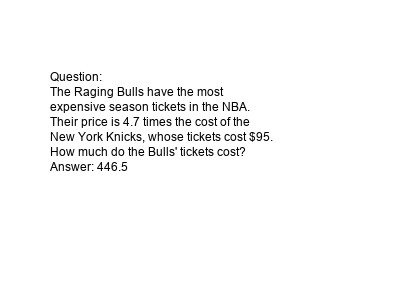 Question:
The Raging Bulls have the most
expensive season tickets in the NBA.
Their price is 4.7 times the cost of the
New York Knicks, whose tickets cost $95.
How much do the Bulls' tickets cost?
Answer: 446.5